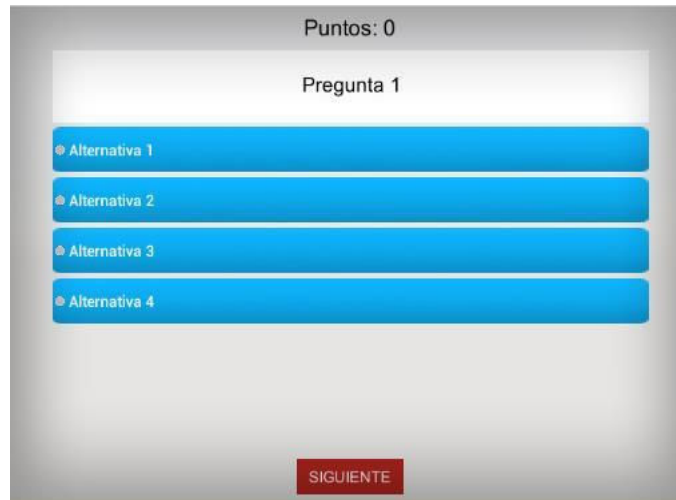 Puntos: 0
Pregunta 1
Alternativa 1
Alternativa 2
Alternativa 3
Alternativa 4
SIGUIENTE